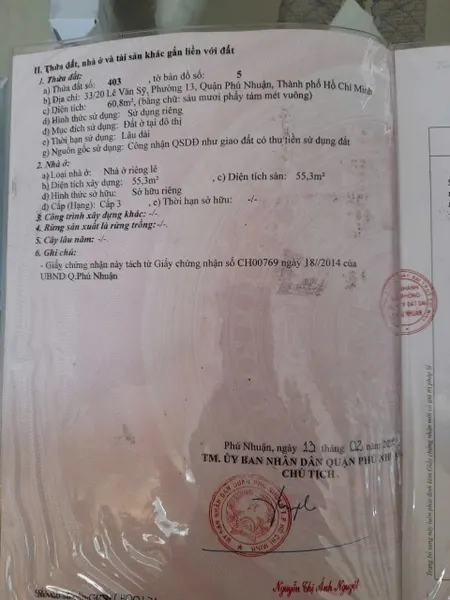 II. Thửa đất, nhà ở và tài sản khác gắn liền với đất
1. Thửa đất:
a) Thửa đất số: 403 , tờ bản đồ số: 5
b) Địa chỉ: 33/20 Lê Văn Sỹ, Phường 13, Quận Phú Nhuận, Thành phố Hồ Chí Minh
c) Diện tích: 60,8m², (bằng chữ: sáu mươi phẩy tám mét vuông)
d) Hình thức sử dụng: Sử dụng riêng
đ) Mục đích sử dụng: Đất ở tại đô thị
e) Thời hạn sử dụng: Lâu dài
g) Nguồn gốc sử dụng: Công nhận QSDĐ như giao đất có thu tiền sử dụng đất
2. Nhà ở:
a) Loại nhà ở: Nhà ở riêng lẻ
b) Diện tích xây dựng: 55,3m² , c) Diện tích sàn: 55,3m²
d) Hình thức sở hữu: Sở hữu riêng
đ) Cấp (Hạng): Cấp 3 , e) Thời hạn sở hữu: -/-
3. Công trình xây dựng khác: -/-
4. Rừng sản xuất là rừng trồng: -/-
5. Cây lâu năm: -/-
6. Ghi chú:
- Giấy chứng nhận này tách từ Giấy chứng nhận số CH00769 ngày 18//2014 của
UBND Q.Phú Nhuận
Phú Nhuận, ngày 13 tháng 02 năm
TM. ỦY BAN NHÂN DÂN QUẬN PHÚ
CHỦ TỊCH
Nguyễn Thị Ánh Nguyệt